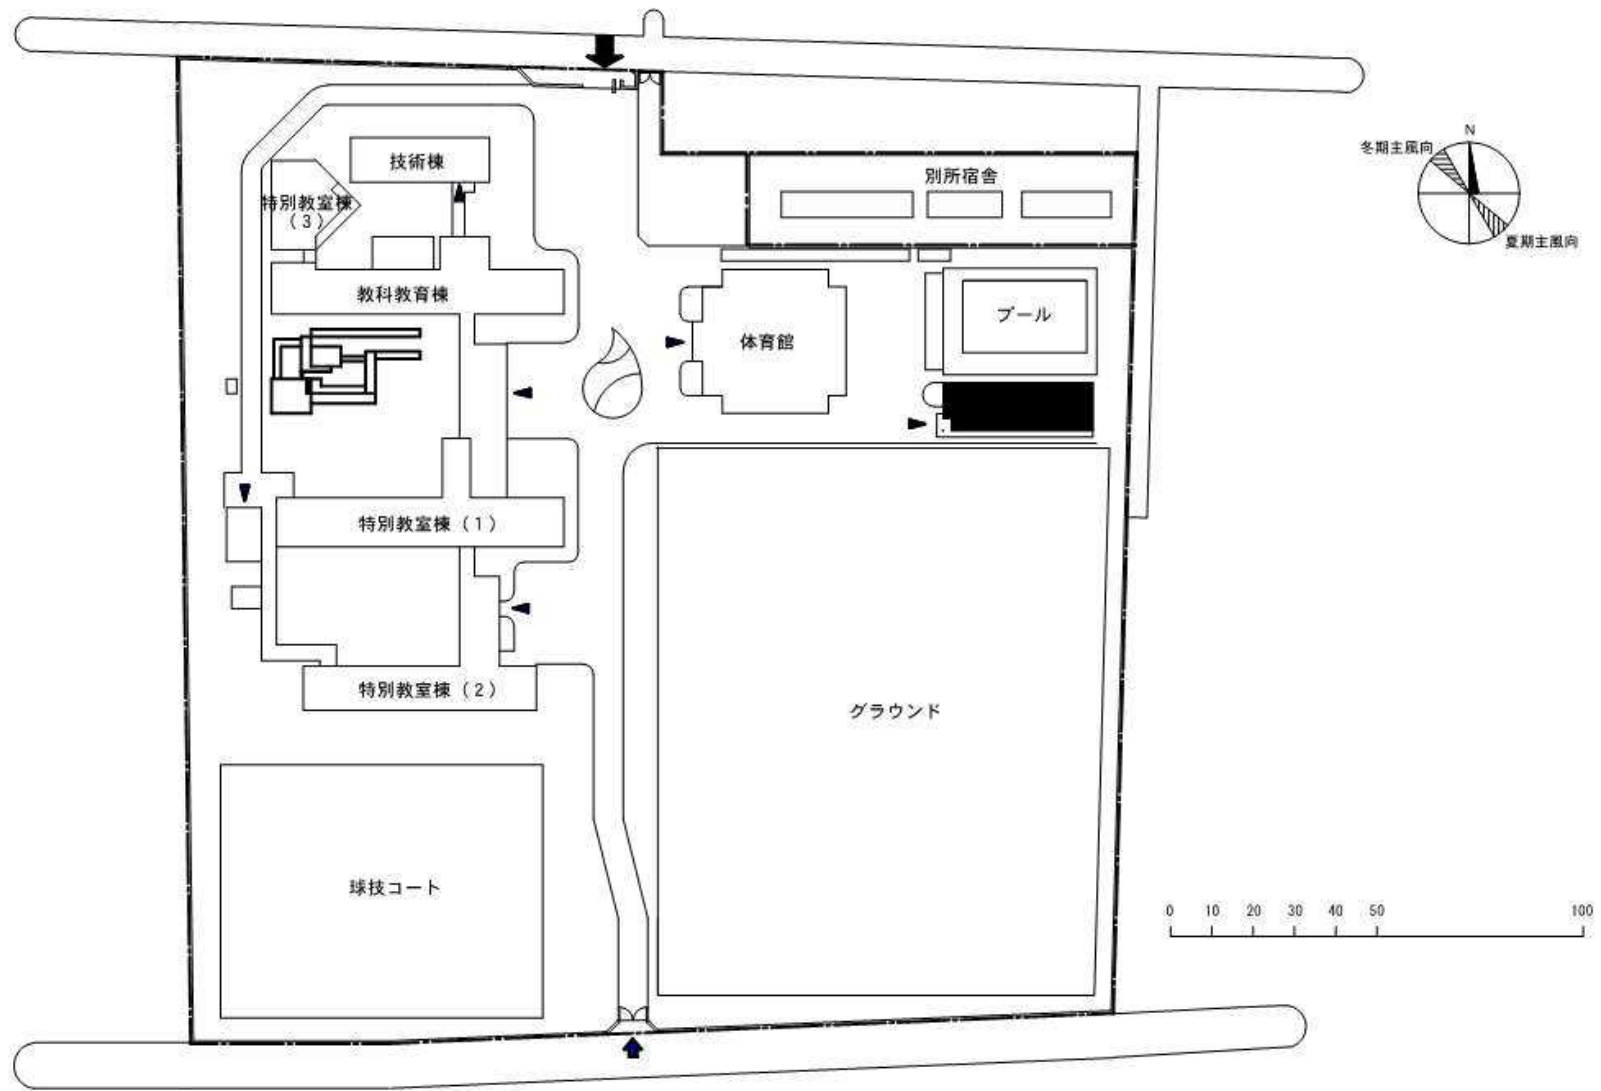 N
冬期主風向
技術棟
別所宿舎
特別教室棟
(3)
夏期主風向
教科教育棟
プール
体育館
特別教室棟(1)
特別教室棟(2)
グラウンド
球技コート
0 10 20 30 40 50 100